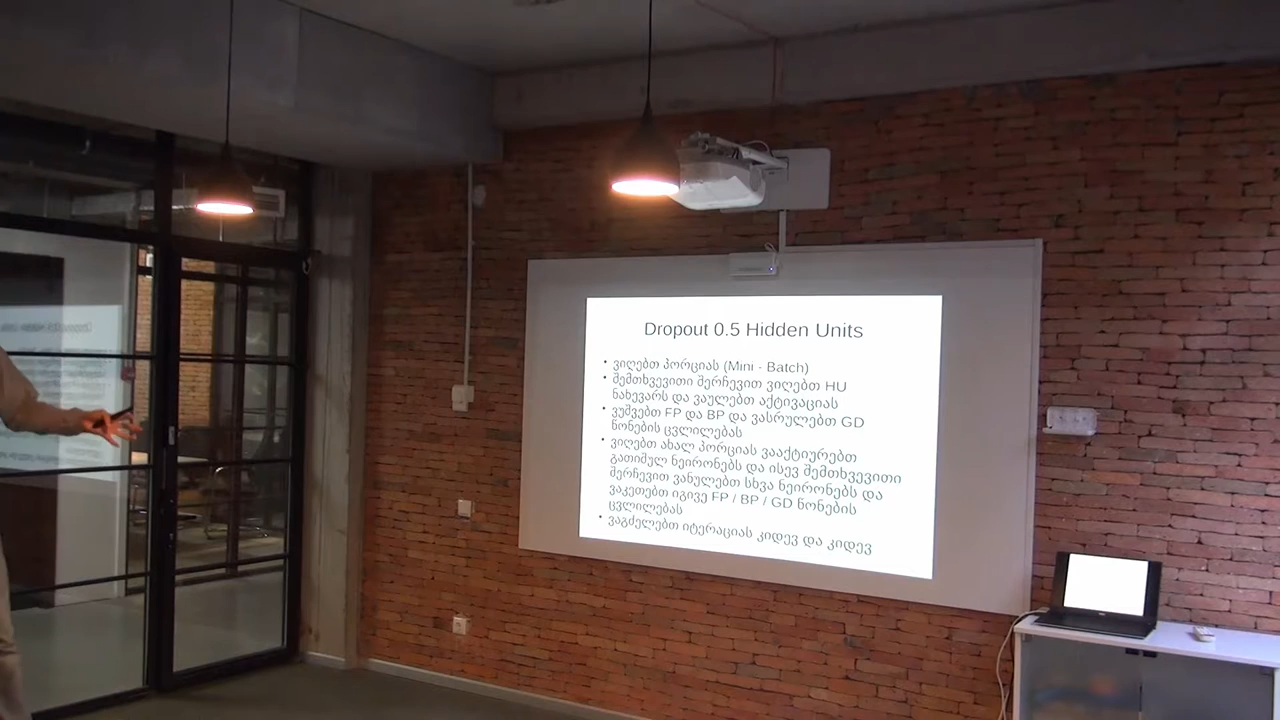 Dropout 0.5 Hidden Units
• ვიღებთ პორციას (Mini - Batch)
• შემთხვევითი შერჩევით ვიღებთ HU
ნახევარს და ვაულებთ აქტივაციას
• ვუშვებთ FP და BP და ვასრულებთ GD
წონების ცვლილებას
• ვიღებთ ახალ პორციას ვააქტიურებთ
გათიშულ ნეირონებს და ისევ შემთხვევითი
შერჩევით ვანულებთ სხვა ნეირონებს და
ვაკეთებთ იგივე FP / BP / GD წონების
ცვლილებას
• ვაგძელებთ იტერაციას კიდევ და კიდევ